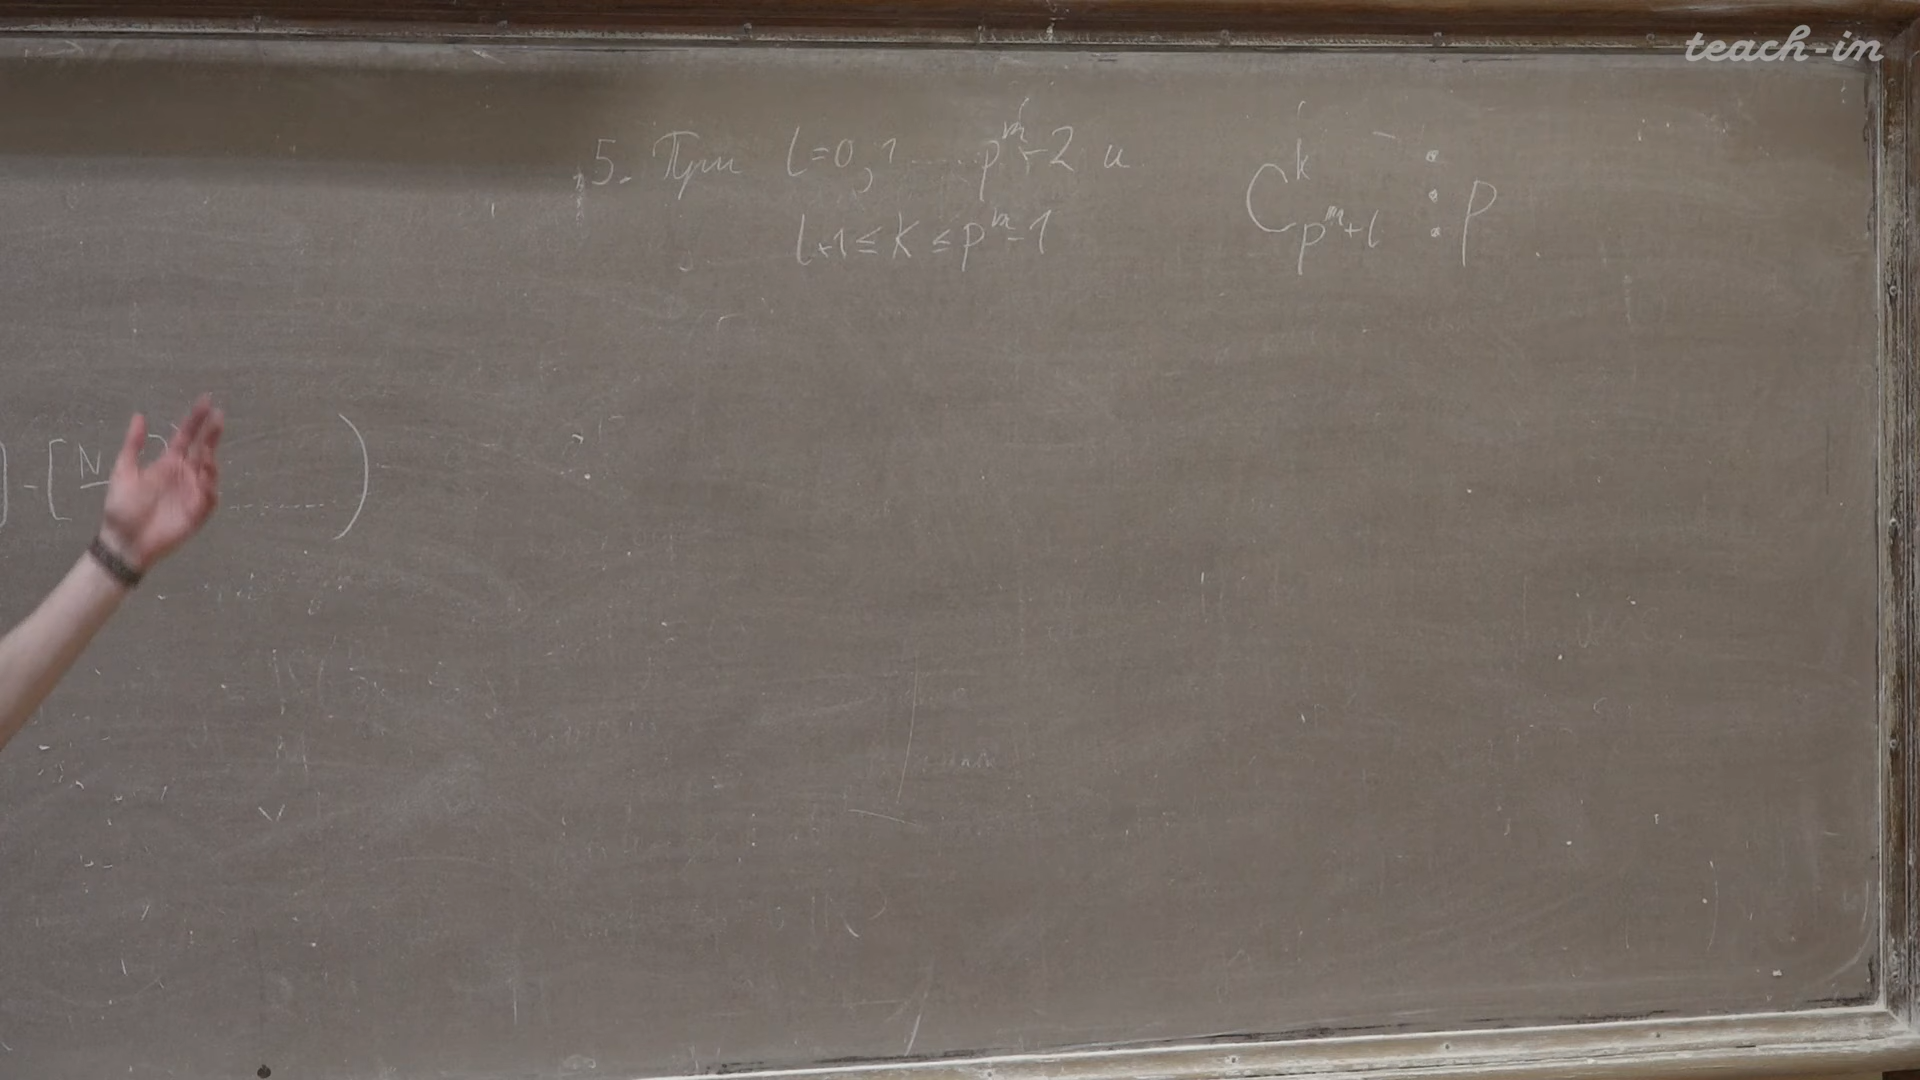 teach-in
5. При l=0,1.....p^m-2 и
l+1≤k≤p^m-1
C^k_{p^m+l} ⋮ p
]-[N ........)